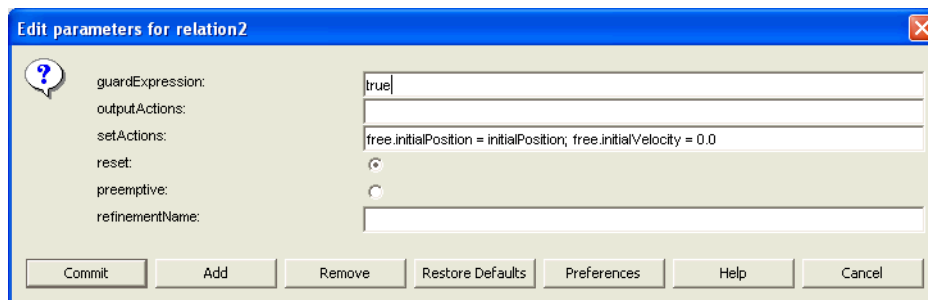 Edit parameters for relation2
guardExpression: true
outputActions:
setActions: free.initialPosition = initialPosition; free.initialVelocity = 0.0
reset:
preemptive:
refinementName:
Commit Add Remove Restore Defaults Preferences Help Cancel